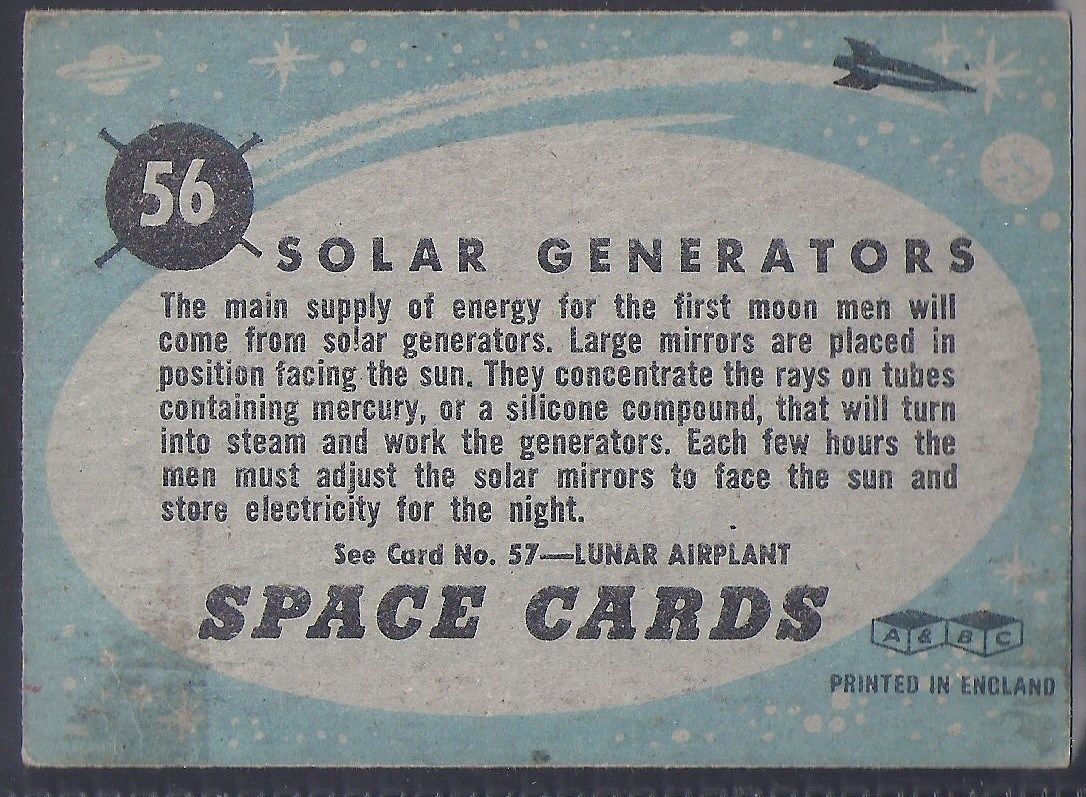 56
SOLAR GENERATORS
The main supply of energy for the first moon men will
come from solar generators. Large mirrors are placed in
position facing the sun. They concentrate the rays on tubes
containing mercury, or a silicone compound, that will turn
into steam and work the generators. Each few hours the
men must adjust the solar mirrors to face the sun and
store electricity for the night.
See Card No. 57—LUNAR AIRPLANT
SPACE CARDS
A & B C
PRINTED IN ENGLAND